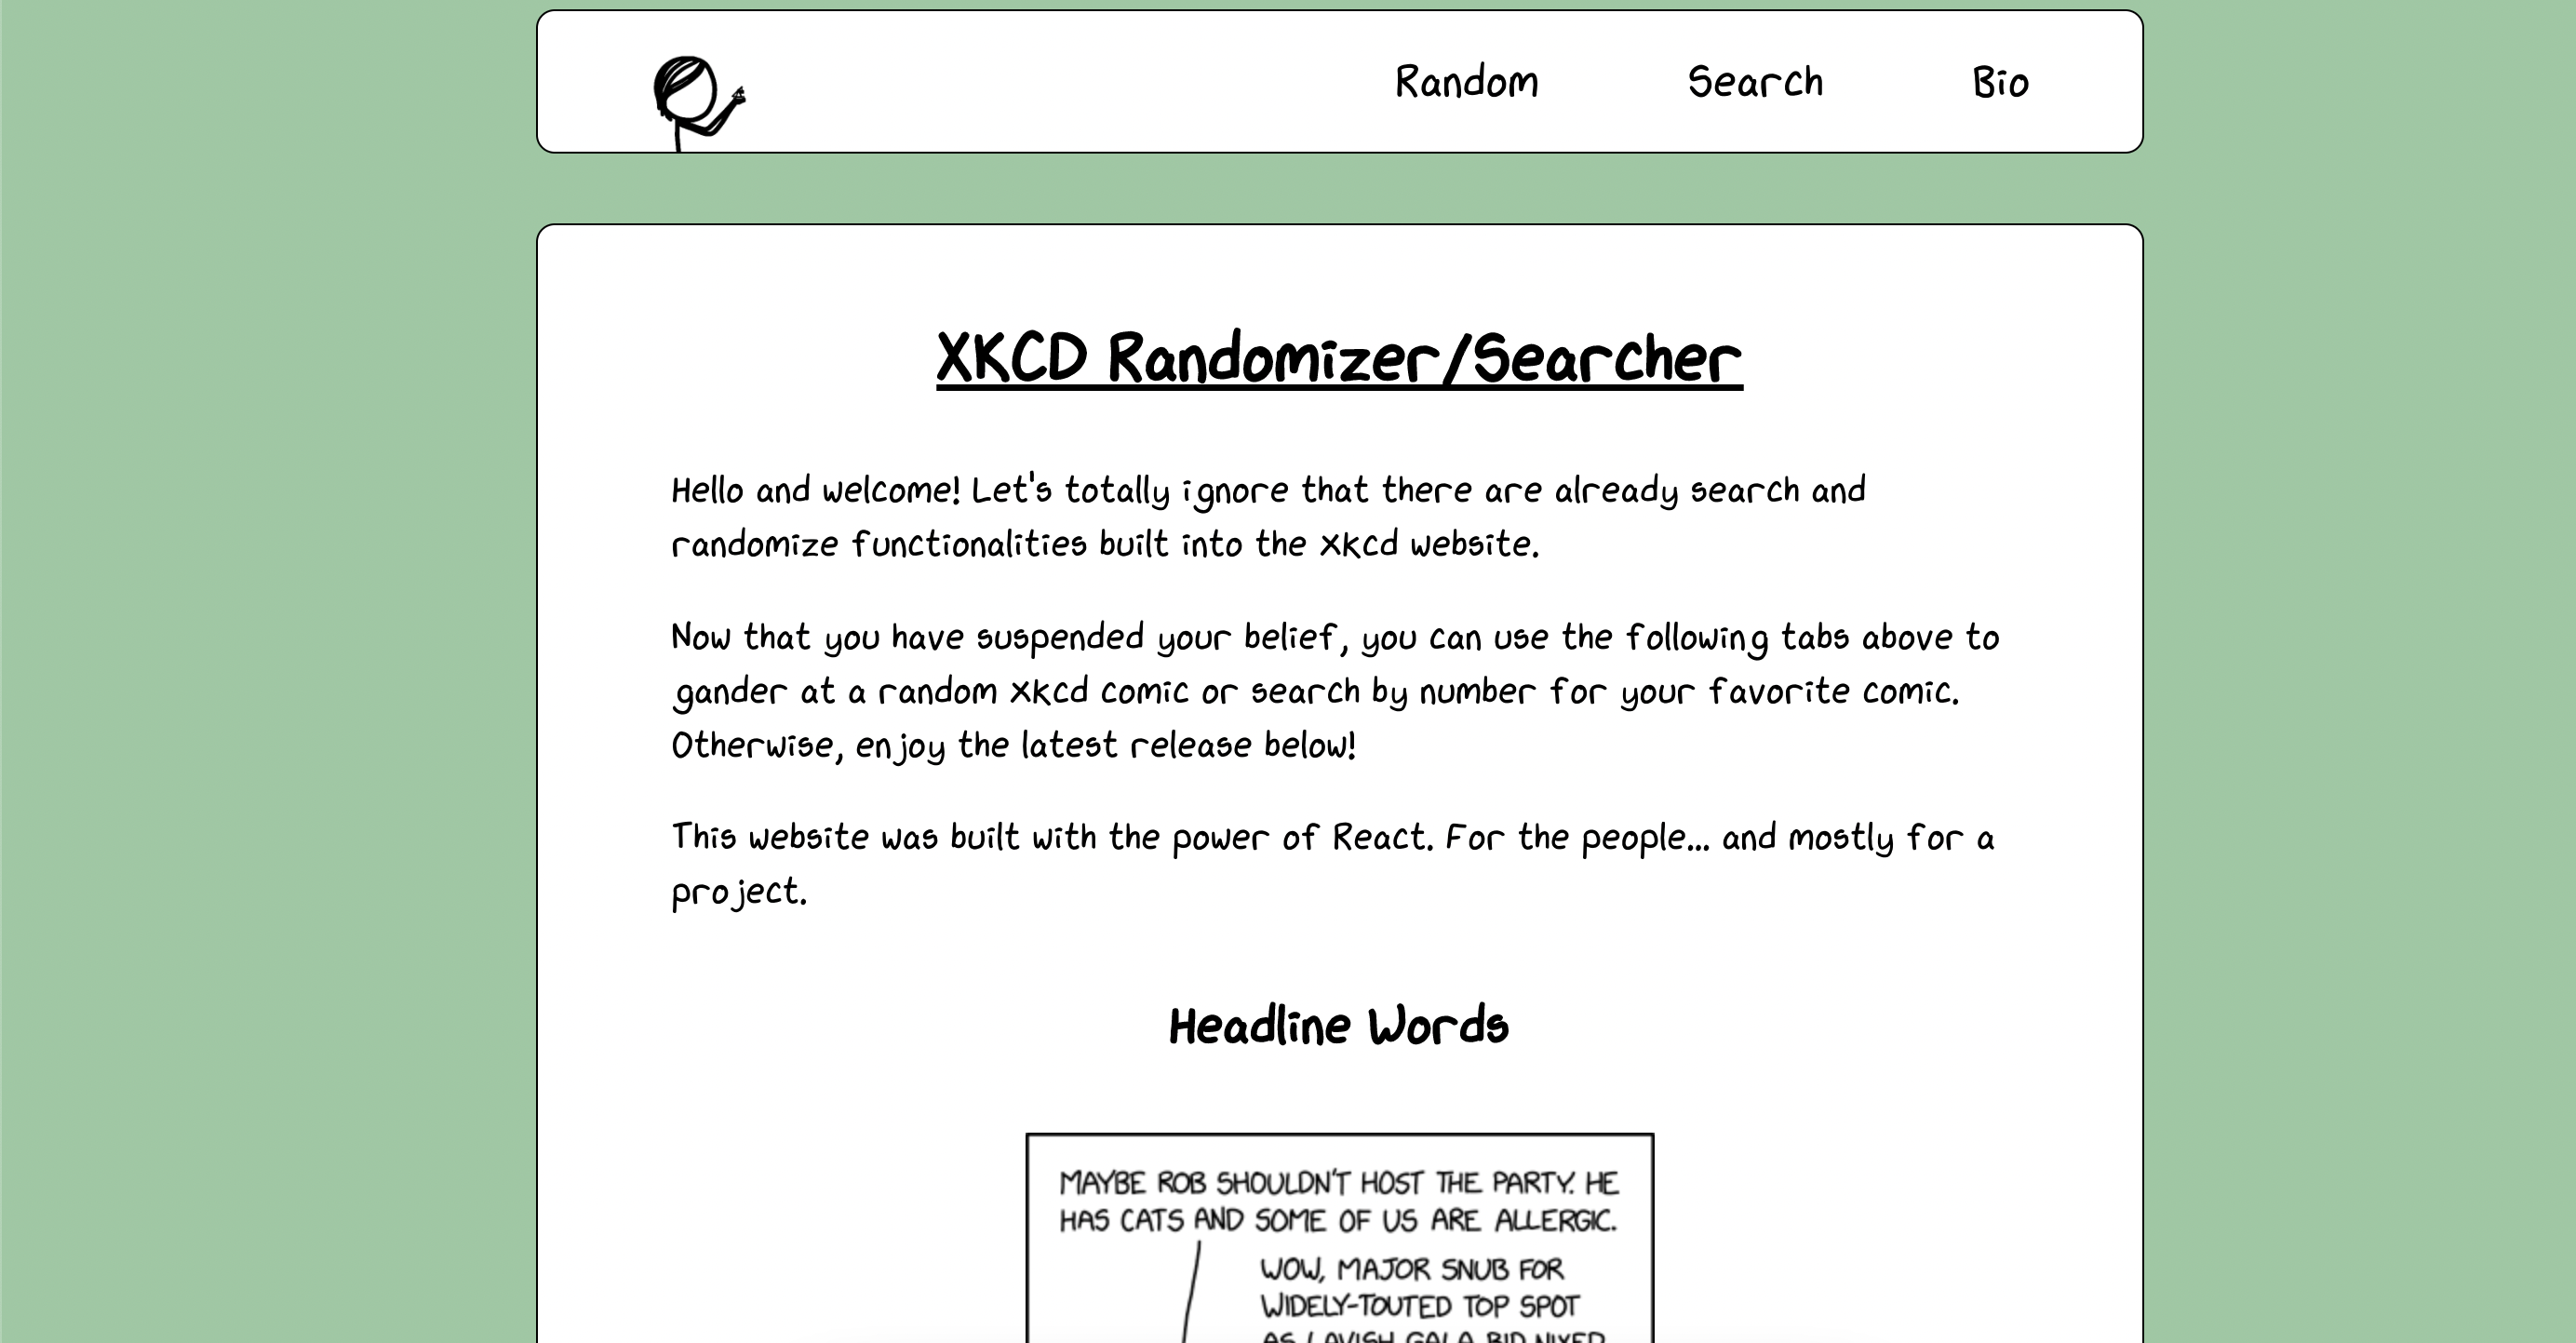 Random Search Bio
XKCD Randomizer/Searcher
Hello and welcome! Let's totally ignore that there are already search and
randomize functionalities built into the xkcd website.
Now that you have suspended your belief, you can use the following tabs above to
gander at a random xkcd comic or search by number for your favorite comic.
Otherwise, enjoy the latest release below!
This website was built with the power of React. For the people... and mostly for a
project.
Headline Words
MAYBE ROB SHOULDN'T HOST THE PARTY. HE
HAS CATS AND SOME OF US ARE ALLERGIC.
WOW, MAJOR SNUB FOR
WIDELY-TOUTED TOP SPOT
AS LAVISH GALA BID NIXED